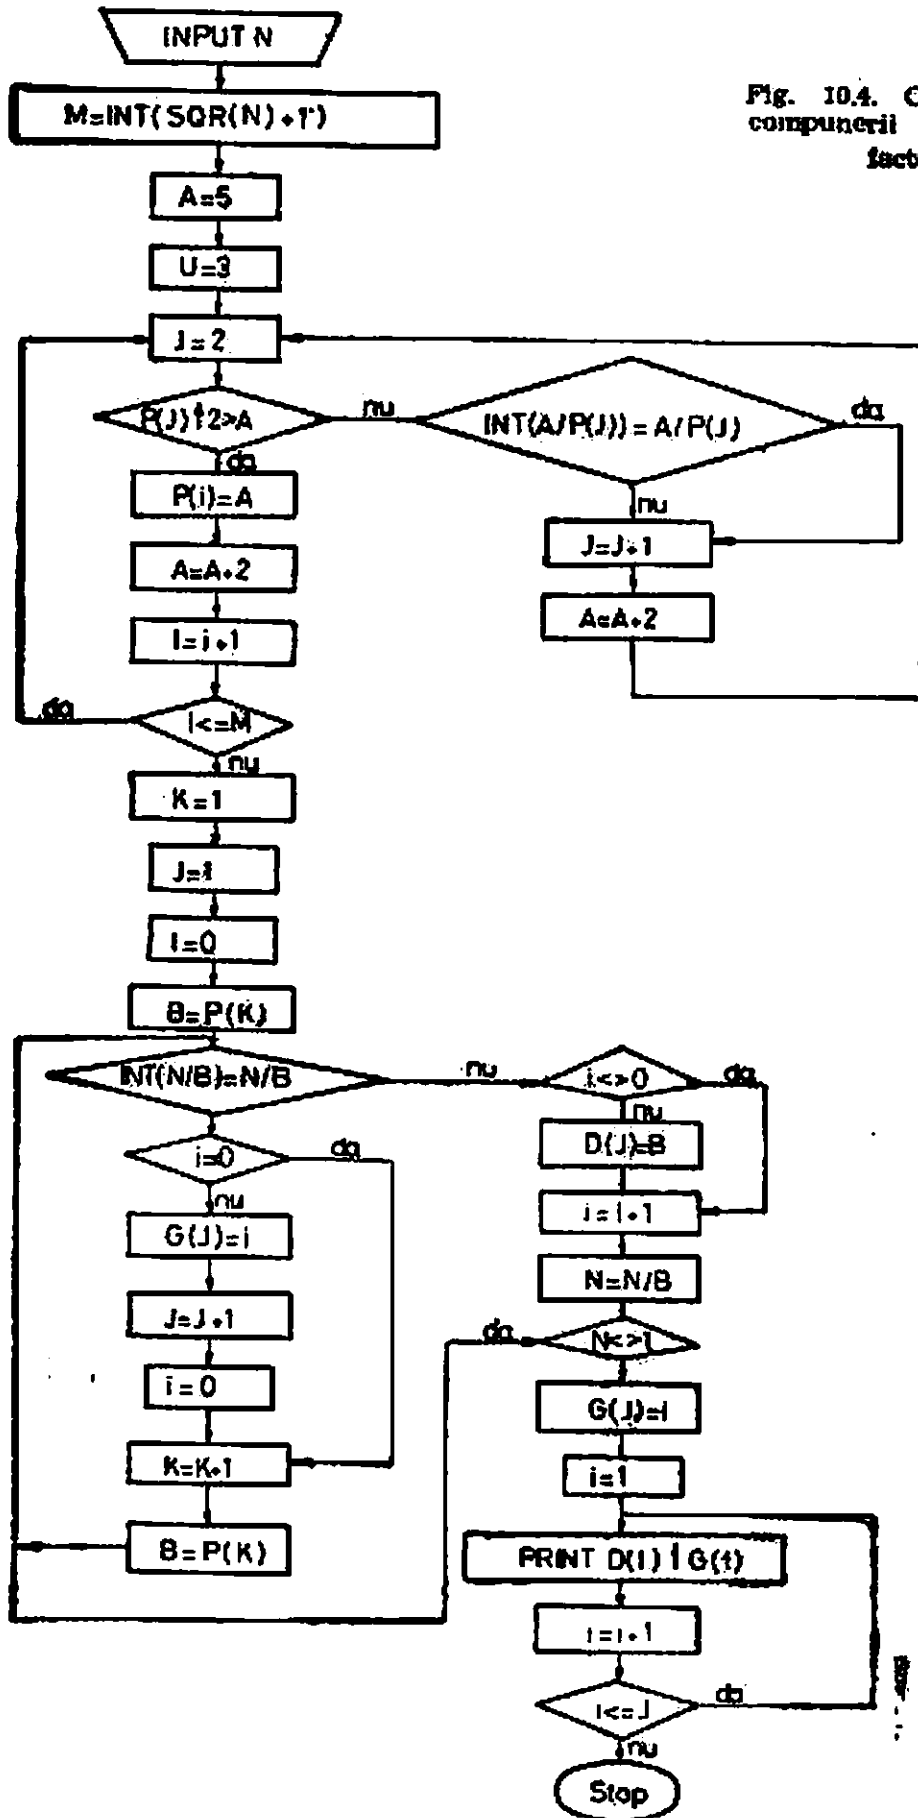 INPUT N
Fig. 10.4.
compunerii
M=INT(SQR(N)+1)
A=5
U=3
J=2
P(J)↑2>A
nu
INT(A/P(J))=A/P(J)
da
da
nu
P(i)=A
J=J+1
A=A+2
A=A+2
I=i+1
da
I<=M
nu
K=1
J=1
I=0
B=P(K)
INT(N/B)=N/B
nu
i<>0
da
nu
i=0
da
D(J)=B
nu
G(J)=i
i=I+1
N=N/B
J=J+1
da
N<>1
i=0
G(J)=I
K=K+1
i=1
B=P(K)
PRINT D(I)↑G(I)
i=i+1
i<=J
da
nu
Stop